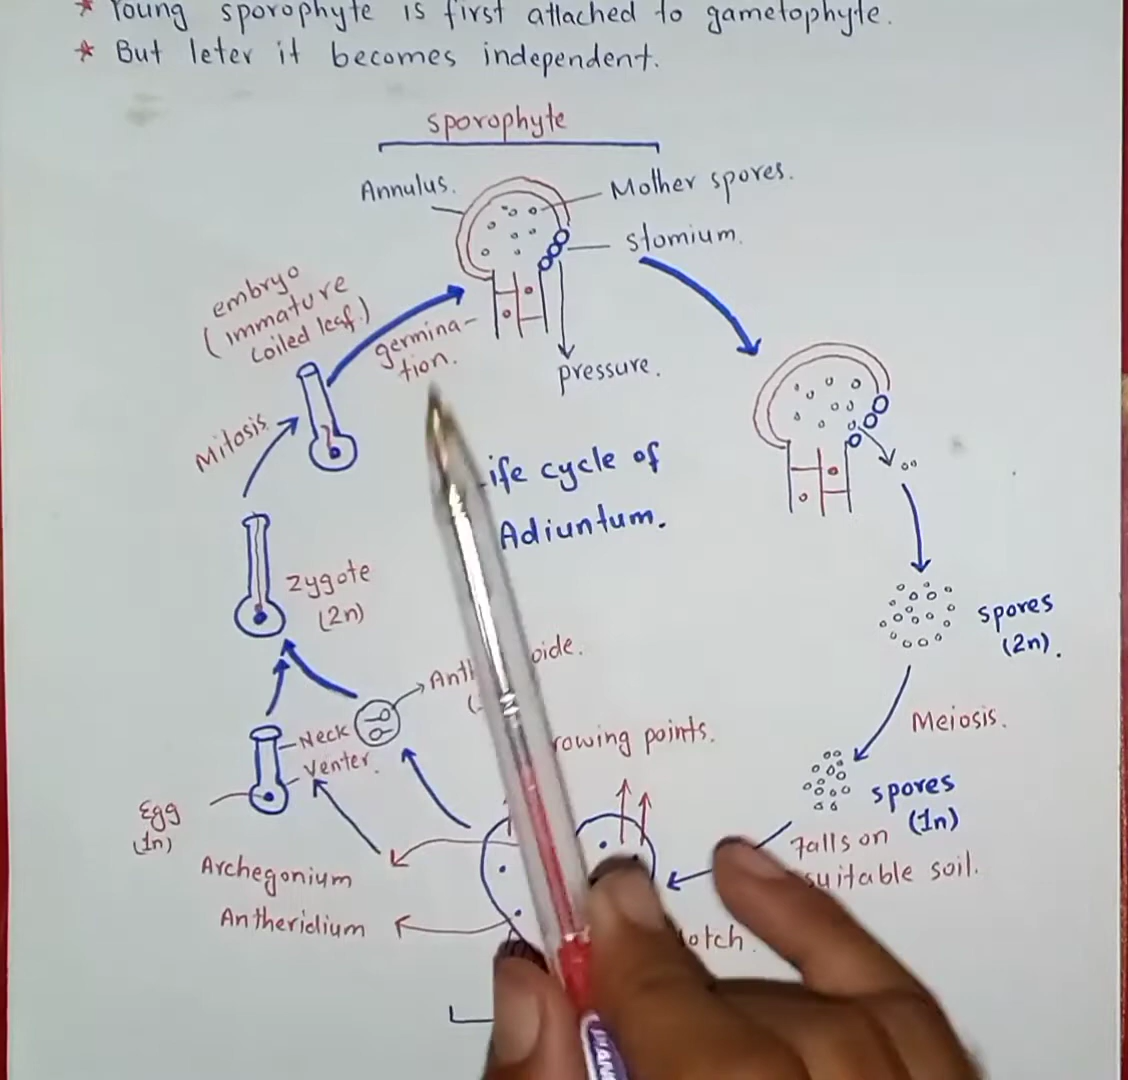 * Young sporophyte is first attached to gametophyte.
* But leter it becomes independent.
sporophyte
Annulus.
Mother spores.
stomium.
embryo
(immature
coiled leaf.)
germina-
tion.
pressure.
Mitosis
ife cycle of
Adiuntum.
zygote
(2n)
spores
(2n).
Anth oide.
Neck
venter.
rowing points.
Meiosis.
spores
(1n)
Egg
(1n)
Falls on
suitable soil.
Archegonium
Antheridium
otch.